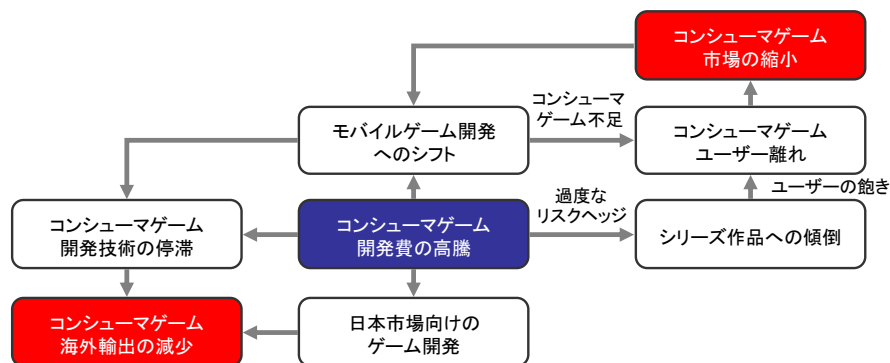 コンシューマゲーム
市場の縮小
コンシューマ
ゲーム不足
モバイルゲーム開発
へのシフト
コンシューマゲーム
ユーザー離れ
ユーザーの飽き
過度な
リスクヘッジ
コンシューマゲーム
開発技術の停滞
コンシューマゲーム
開発費の高騰
シリーズ作品への傾倒
コンシューマゲーム
海外輸出の減少
日本市場向けの
ゲーム開発